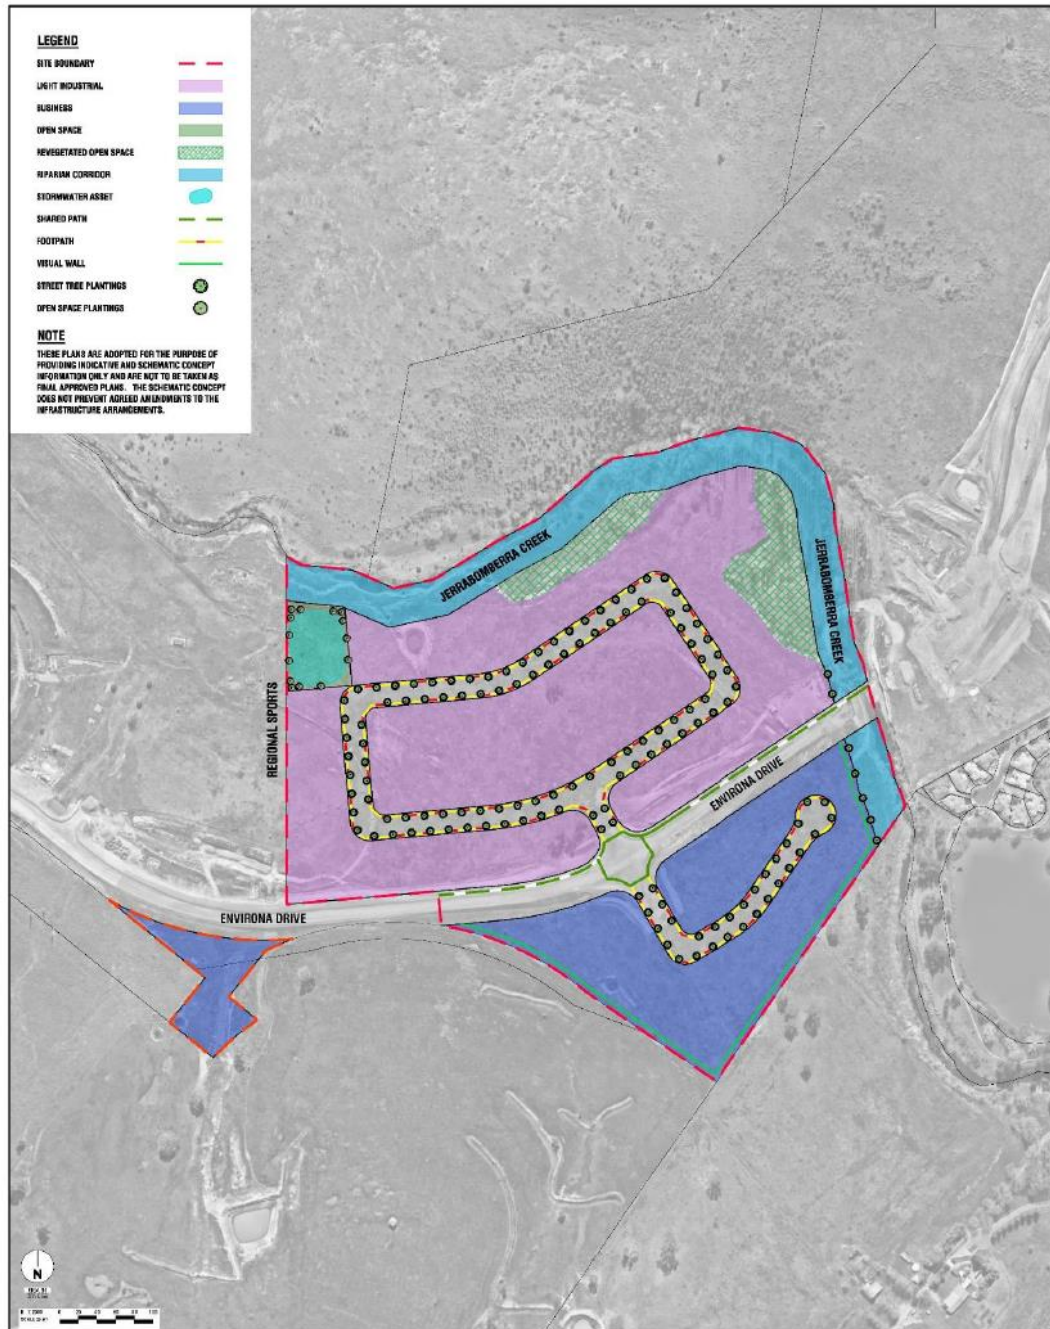 LEGEND
SITE BOUNDARY
LIGHT INDUSTRIAL
BUSINESS
OPEN SPACE
REVEGETATED OPEN SPACE
RIPARIAN CORRIDOR
STORMWATER ASSET
SHARED PATH
FOOTPATH
VISUAL WALL
STREET TREE PLANTINGS
OPEN SPACE PLANTINGS
NOTE
THESE PLANS ARE ADOPTED FOR THE PURPOSE OF
PROVIDING INDICATIVE AND SCHEMATIC CONCEPT
INFORMATION ONLY AND ARE NOT TO BE TAKEN AS
FINAL APPROVED PLANS. THE SCHEMATIC CONCEPT
DOES NOT PREVENT AGREED AMENDMENTS TO THE
INFRASTRUCTURE ARRANGEMENTS.
JERRABOMBERRA CREEK
JERRABOMBERRA CREEK
REGIONAL SPORTS
ENVIRONA DRIVE
ENVIRONA DRIVE
N